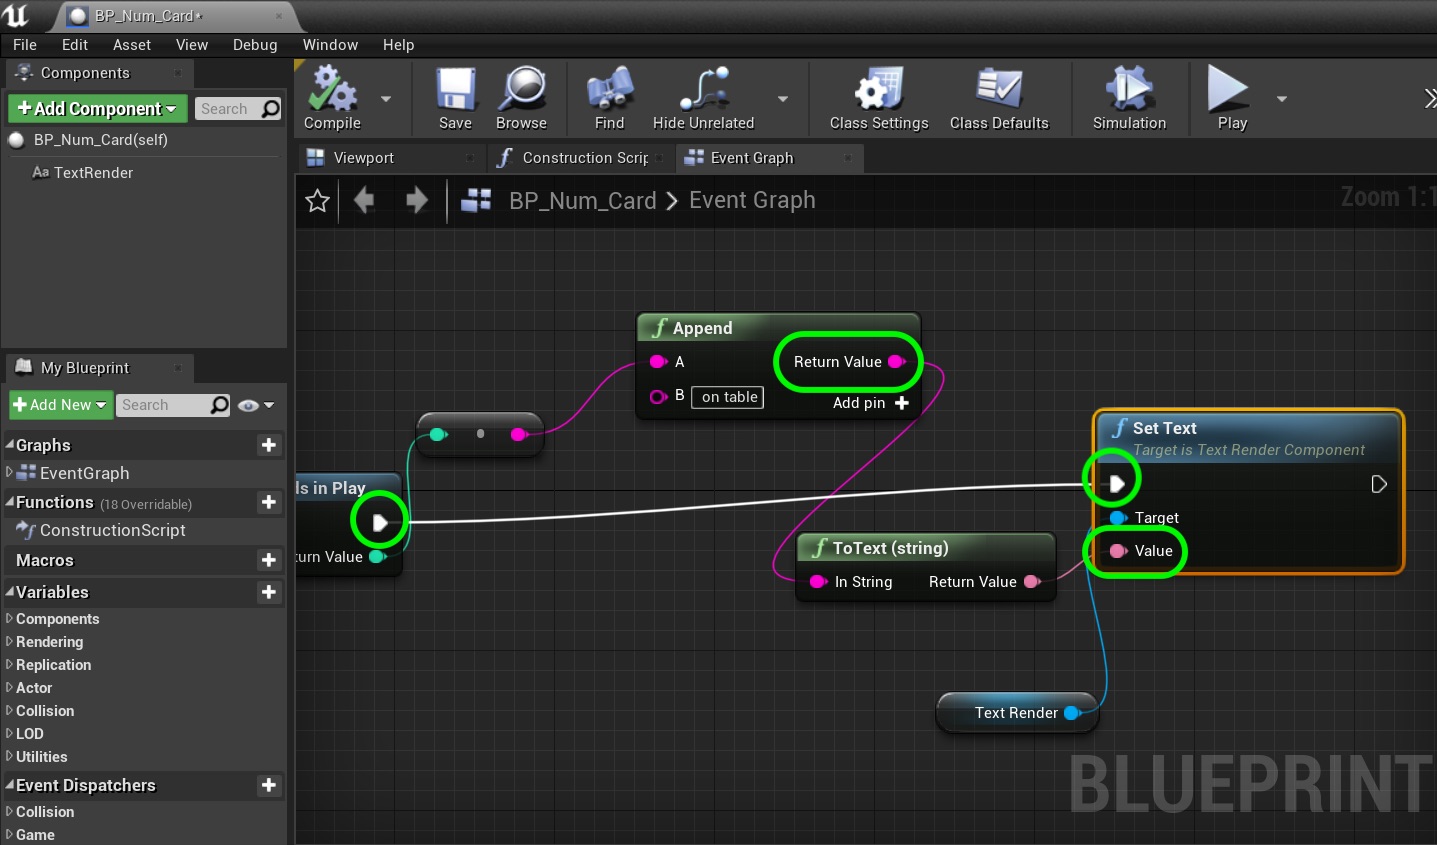 BP_Num_Card*
File Edit Asset View Debug Window Help
Components
+Add Component Search
BP_Num_Card(self)
Aa TextRender
Compile Save Browse Find Hide Unrelated Class Settings Class Defaults Simulation Play
Viewport Construction Scrip Event Graph
BP_Num_Card > Event Graph
Zoom 1:1
My Blueprint
+Add New Search
Graphs
EventGraph
Functions (18 Overridable)
ConstructionScript
Macros
Variables
Components
Rendering
Replication
Actor
Collision
LOD
Utilities
Event Dispatchers
Collision
Game
f Append
A Return Value
B on table
Add pin +
ls in Play
turn Value
f Set Text
Target is Text Render Component
Target
Value
f ToText (string)
In String Return Value
Text Render
BLUEPRINT